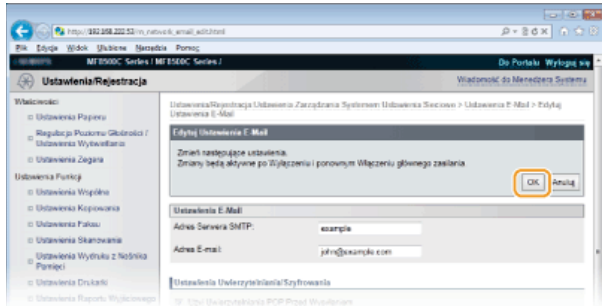 http://192.168.222.53/m_network_email_edit.html
Plik Edycja Widok Ulubione Narzędzia Pomoc
MF8500C Series / MF8500C Series /
Do Portalu Wyloguj się
Ustawienia/Rejestracja
Wiadomość do Menedżera Systemu
Właściwości
Ustawienia Papieru
Regulacja Poziomu Głośności /
Ustawienia Wyświetlania
Ustawienia Zegara
Ustawienia Funkcji
Ustawienia Wspólne
Ustawienia Kopiowania
Ustawienia Faksu
Ustawienia Skanowania
Ustawienia Wydruku z Nośnika
Pamięci
Ustawienia Drukarki
Ustawienia/Rejestracja: Ustawienia Zarządzania Systemem: Ustawienia Sieciowe > Ustawienia E-Mail > Edytuj
Ustawienia E-Mail
Edytuj Ustawienia E-Mail
Zmień następujące ustawienia.
Zmiany będą aktywne po Wyłączeniu i ponownym Włączeniu głównego zasilania.
OK
Anuluj
Ustawienia E-Mail
Adres Serwera SMTP:
example
Adres E-mail:
john@example.com
Ustawienia Uwierzytelniania/Szyfrowania